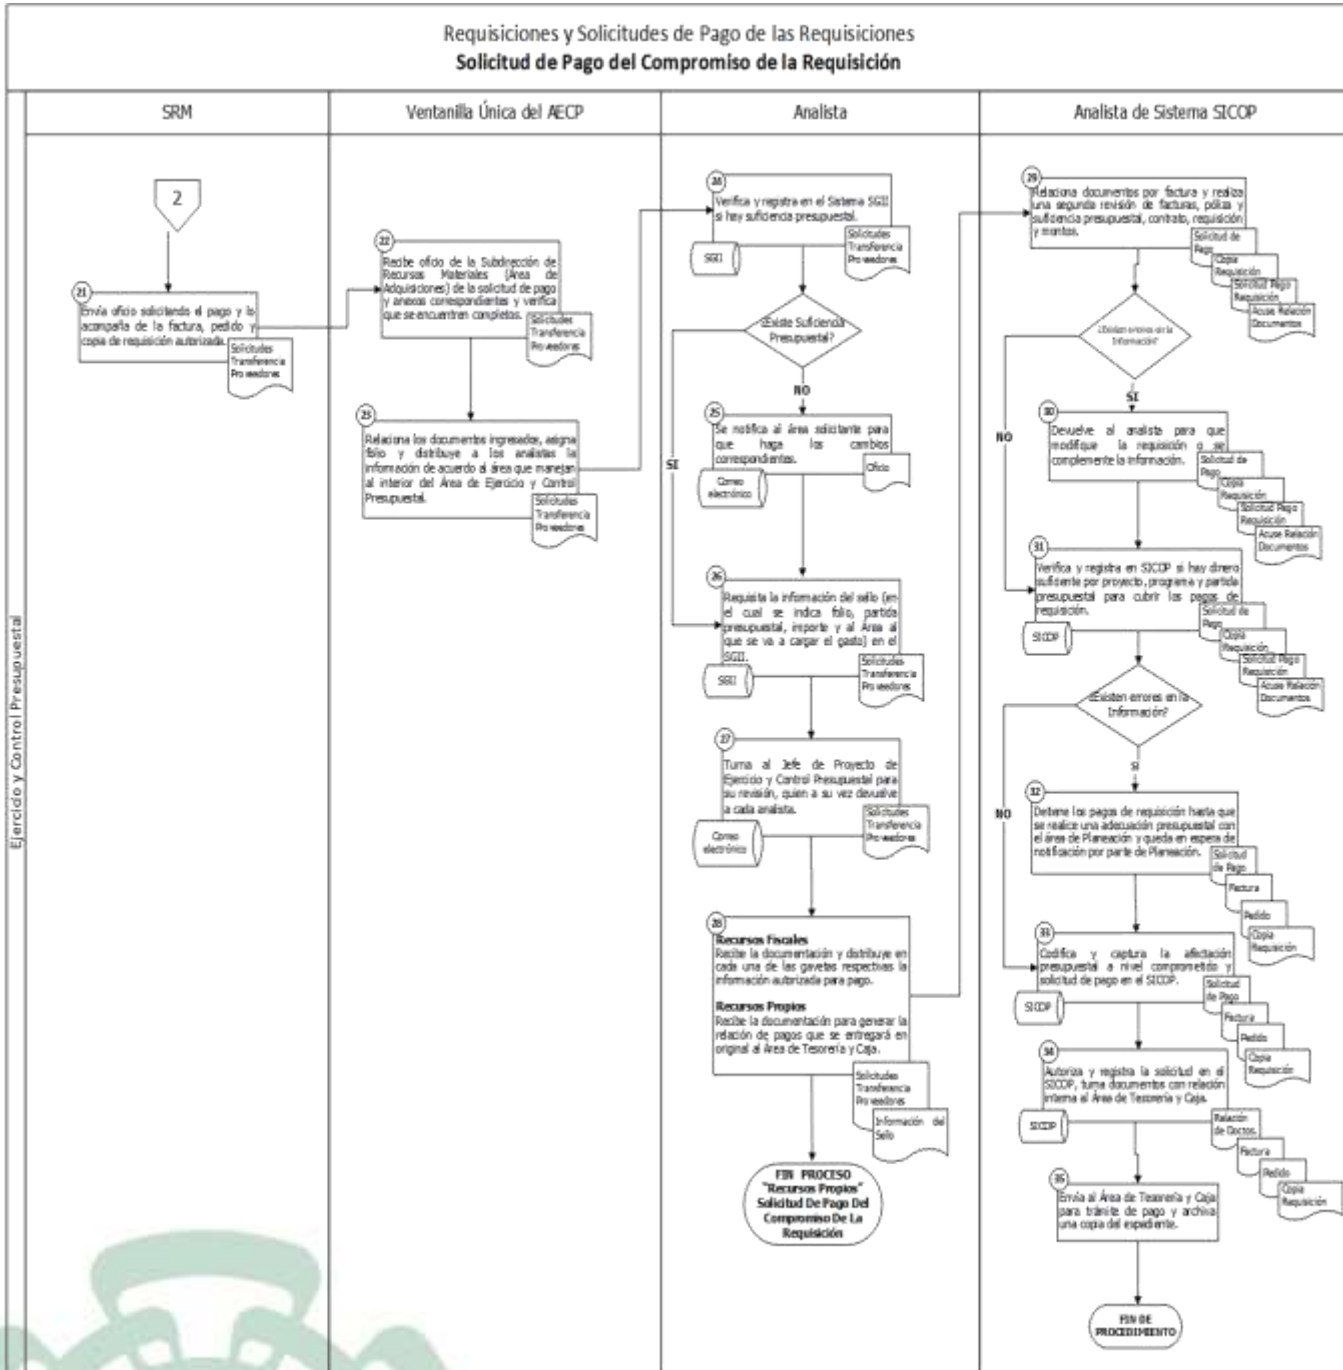 Requisiciones y Solicitudes de Pago de las Requisiciones
Solicitud de Pago del Compromiso de la Requisición
Ejercicio y Control Presupuestal
SRM
Ventanilla Única del AECP
Analista
Analista de Sistema SICOP
2
21
Envía oficio solicitando el pago y lo
acompaña de la factura, pedido y
copia de requisición autorizada.
Solicitudes
Transferencia
Proveedores
22
Recibe oficio de la Subdirección de
Recursos Materiales (Área de
Adquisiciones) de la solicitud de pago
y anexos correspondientes y verifica
que se encuentren completos.
Solicitudes
Transferencia
Proveedores
23
Relaciona los documentos ingresados, asigna
folio y distribuye a los analistas la
información de acuerdo al área que manejan
al interior del Área de Ejercicio y Control
Presupuestal.
Solicitudes
Transferencia
Proveedores
24
Verifica y registra en el Sistema SGII
si hay suficiencia presupuestal.
SGII
Solicitudes
Transferencia
Proveedores
¿Existe Suficiencia
Presupuestal?
NO
SI
25
Se notifica al área solicitante para
que haga los cambios
correspondientes.
Correo
electrónico
Oficio
26
Requisita la información del sello (en
el cual se indica folio, partida
presupuestal, importe y al Área al
que se va a cargar el gasto) en el
SGII.
SGII
Solicitudes
Transferencia
Proveedores
27
Turna al Jefe de Proyecto de
Ejercicio y Control Presupuestal para
su revisión, quien a su vez devuelve
a cada analista.
Correo
electrónico
Solicitudes
Transferencia
Proveedores
28
Recursos Fiscales
Recibe la documentación y distribuye en
cada una de las gavetas respectivas la
información autorizada para pago.
Recursos Propios
Recibe la documentación para generar la
relación de pagos que se entregará en
original al Área de Tesorería y Caja.
Solicitudes
Transferencia
Proveedores
Información del
Sello
FIN PROCESO
"Recursos Propios"
Solicitud De Pago Del
Compromiso De La
Requisición
29
Relaciona documentos por factura y realiza
una segunda revisión de facturas, póliza y
suficiencia presupuestal, contrato, requisición
y montos.
Solicitud de
Pago
Copia
Requisición
Solicitud Pago
Requisición
Acuse Relación
Documentos
¿Existen errores en la
Información?
SI
NO
30
Devuelve al analista para que
modifique la requisición o se
complemente la información.
Solicitud de
Pago
Copia
Requisición
Solicitud Pago
Requisición
Acuse Relación
Documentos
31
Verifica y registra en SICOP si hay dinero
suficiente por proyecto, programa y partida
presupuestal para cubrir los pagos de
requisición.
SICOP
Solicitud de
Pago
Copia
Requisición
Solicitud Pago
Requisición
Acuse Relación
Documentos
¿Existen errores en la
Información?
SI
NO
32
Detiene los pagos de requisición hasta que
se realice una adecuación presupuestal con
el área de Planeación y queda en espera de
notificación por parte de Planeación.
Solicitud
de Pago
Factura
Pedido
Copia
Requisición
33
Codifica y captura la afectación
presupuestal a nivel comprometido y
solicitud de pago en el SICOP.
SICOP
Solicitud
de Pago
Factura
Pedido
Copia
Requisición
34
Autoriza y registra la solicitud en el
SICOP, turna documentos con relación
interna al Área de Tesorería y Caja.
SICOP
Relación
de Doctos.
Factura
Pedido
Copia
Requisición
35
Envía al Área de Tesorería y Caja
para trámite de pago y archiva
una copia del expediente.
FIN DE
PROCEDIMIENTO